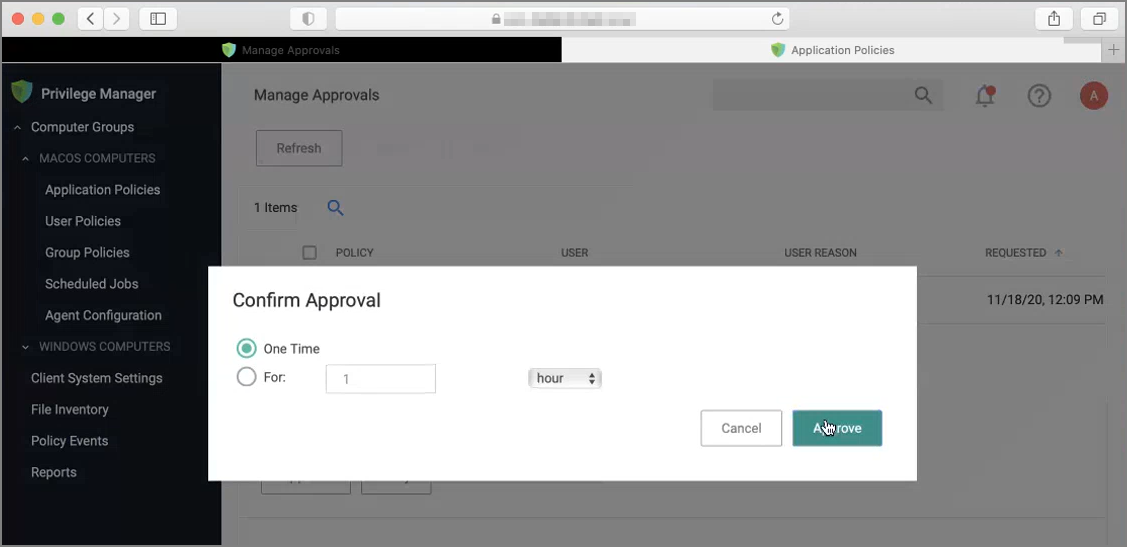 Manage Approvals
Application Policies
Privilege Manager
Manage Approvals
A
Computer Groups
MACOS COMPUTERS
Application Policies
User Policies
Group Policies
Scheduled Jobs
Agent Configuration
WINDOWS COMPUTERS
Client System Settings
File Inventory
Policy Events
Reports
Refresh
1 Items
POLICY USER USER REASON REQUESTED
11/18/20, 12:09 PM
Confirm Approval
One Time
For: 1 hour
Cancel Approve